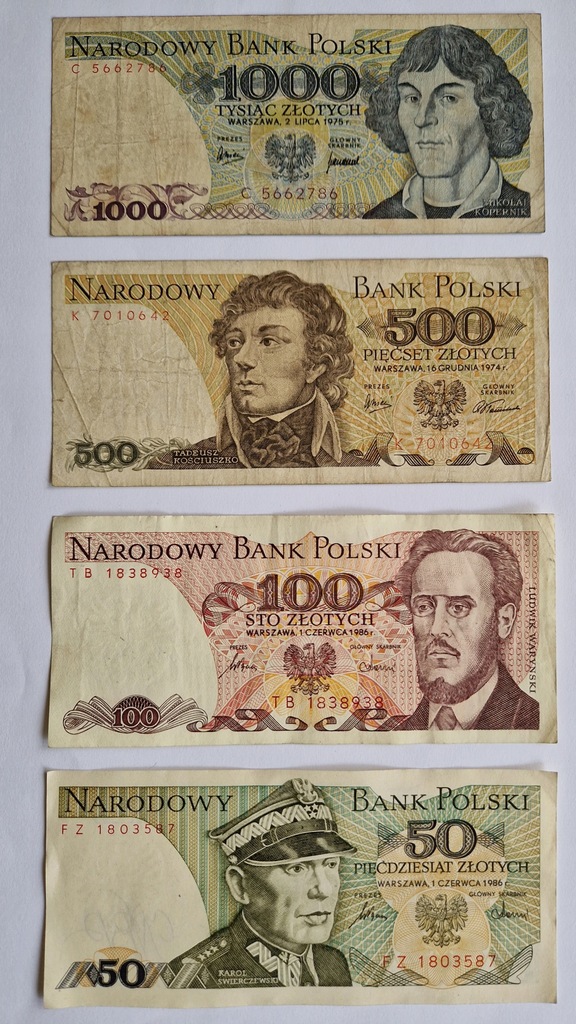 NARODOWY BANK POLSKI
C 5662786
1000
TYSIĄC ZŁOTYCH
WARSZAWA, 2 LIPCA 1975 r.
PREZES
GŁÓWNY SKARBNIK
C 5662786
1000
MIKOŁAJ
KOPERNIK
NARODOWY BANK POLSKI
K 7010642
500
PIĘĆSET ZŁOTYCH
WARSZAWA, 16 GRUDNIA 1974 r.
PREZES
GŁÓWNY SKARBNIK
K 7010642
500
TADEUSZ
KOŚCIUSZKO
NARODOWY BANK POLSKI
TB 1838938
100
STO ZŁOTYCH
WARSZAWA, 1 CZERWCA 1986 r.
PREZES
GŁÓWNY SKARBNIK
LUDWIK WARYŃSKI
TB 1838938
100
NARODOWY BANK POLSKI
FZ 1803587
50
PIĘĆDZIESIĄT ZŁOTYCH
WARSZAWA, 1 CZERWCA 1986 r.
PREZES
GŁÓWNY SKARBNIK
FZ 1803587
50
KAROL
ŚWIERCZEWSKI